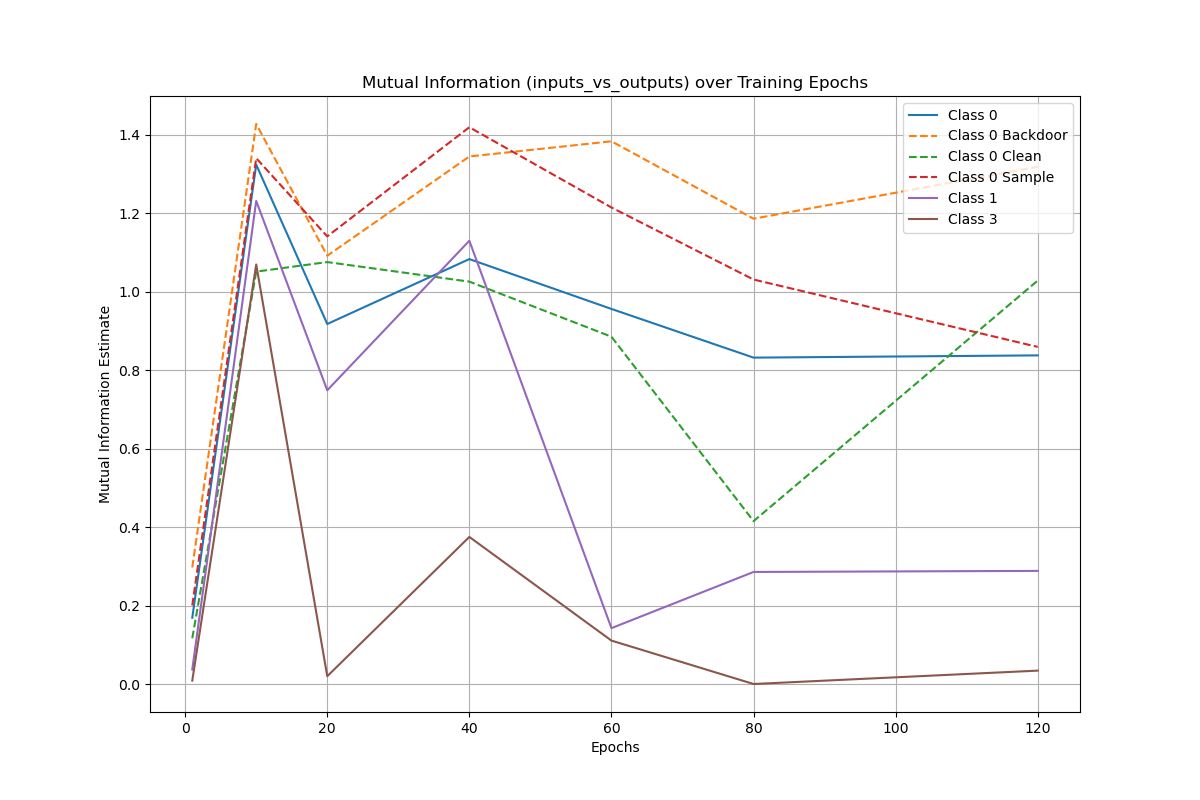 Mutual Information (inputs_vs_outputs) over Training Epochs
Class 0
Class 0 Backdoor
Class 0 Clean
Class 0 Sample
Class 1
Class 3
Mutual Information Estimate
1.4
1.2
1.0
0.8
0.6
0.4
0.2
0.0
0 20 40 60 80 100 120
Epochs